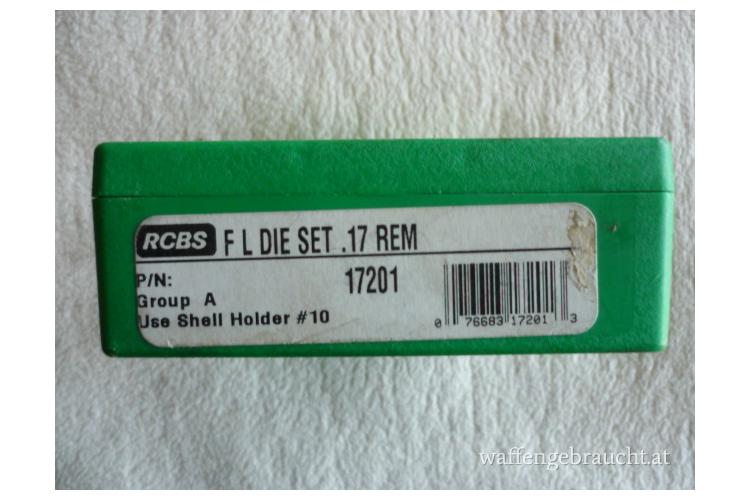 RCBS F L DIE SET .17 REM
P/N: 17201
Group A
Use Shell Holder #10
0 76683 17201 3
waffengebraucht.at